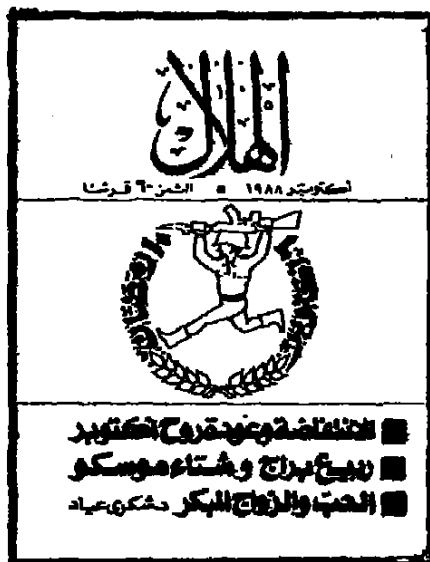 الهلال
أكتوبر ١٩٨٨ ■ الثمن ٦٠ قرشا
■ الانتفاضة وعودة روح أكتوبر
■ ربيع براج وشتاء موسكو
■ الحب والزواج المبكر د. شكري عياد